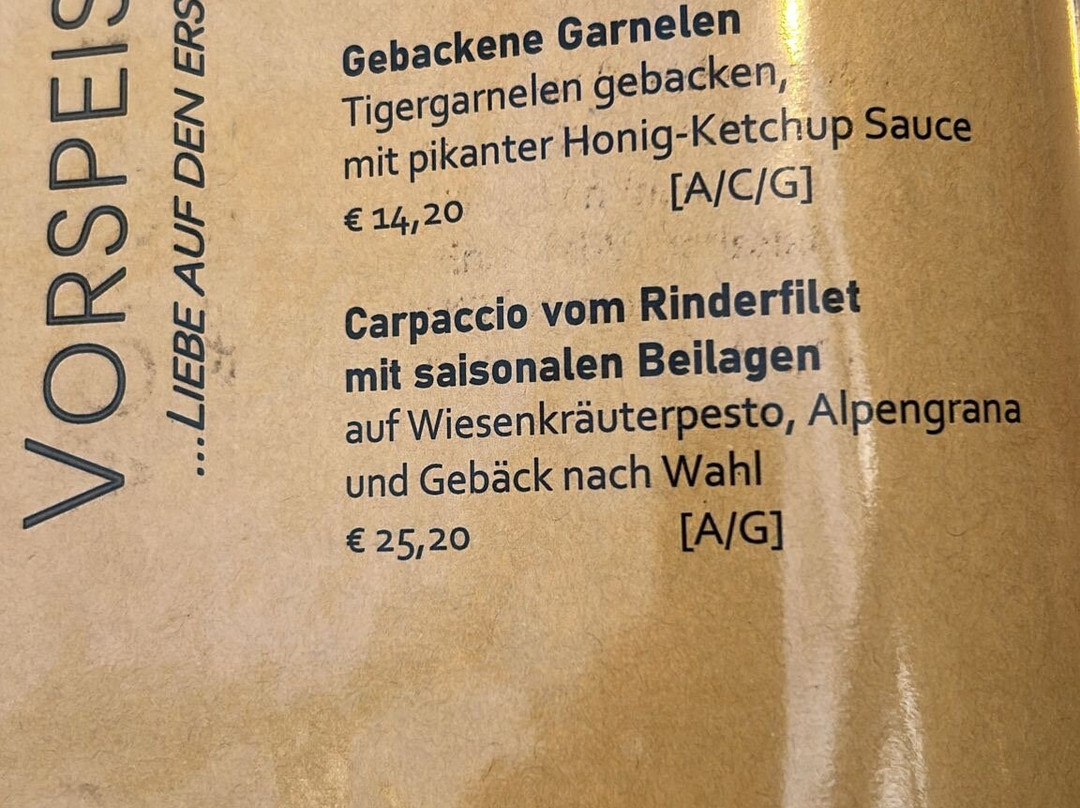 VORSPEIS
...LIEBE AUF DEN ERS
Gebackene Garnelen
Tigergarnelen gebacken,
mit pikanter Honig-Ketchup Sauce
€ 14,20 [A/C/G]
Carpaccio vom Rinderfilet
mit saisonalen Beilagen
auf Wiesenkräuterpesto, Alpengrana
und Gebäck nach Wahl
€ 25,20 [A/G]